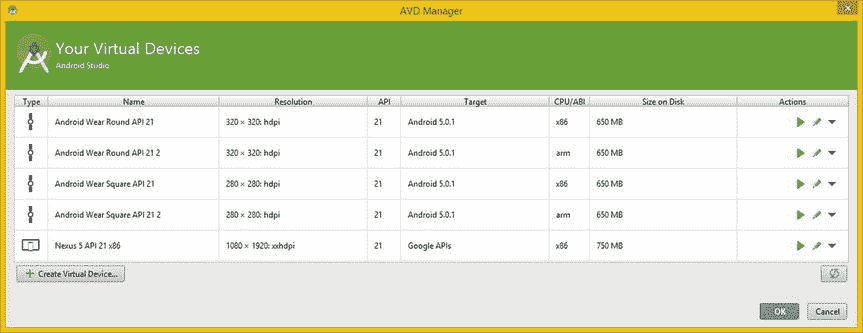 AVD Manager
Your Virtual Devices
Android Studio
Type Name Resolution API Target CPU/ABI Size on Disk Actions
Android Wear Round API 21 320 × 320: hdpi 21 Android 5.0.1 x86 650 MB
Android Wear Round API 21 2 320 × 320: hdpi 21 Android 5.0.1 arm 650 MB
Android Wear Square API 21 280 × 280: hdpi 21 Android 5.0.1 x86 650 MB
Android Wear Square API 21 2 280 × 280: hdpi 21 Android 5.0.1 arm 650 MB
Nexus 5 API 21 x86 1080 × 1920: xxhdpi 21 Google APIs x86 750 MB
Create Virtual Device...
OK Cancel